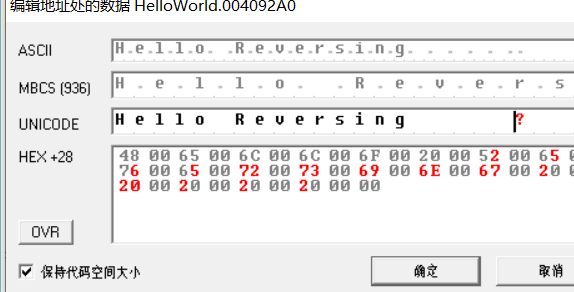 编辑地址处的数据 HelloWorld.004092A0
ASCII H.e.l.l.o. .R.e.v.e.r.s.i.n.g. . . . . ..
MBCS (936) H . e . l . l . o . . R . e . v . e . r . s
UNICODE Hello Reversing ?
HEX +28 48 00 65 00 6C 00 6C 00 6F 00 20 00 52 00 65
76 00 65 00 72 00 73 00 69 00 6E 00 67 00 20
20 00 20 00 20 00 20 00 00
OVR
保持代码空间大小
确定
取消